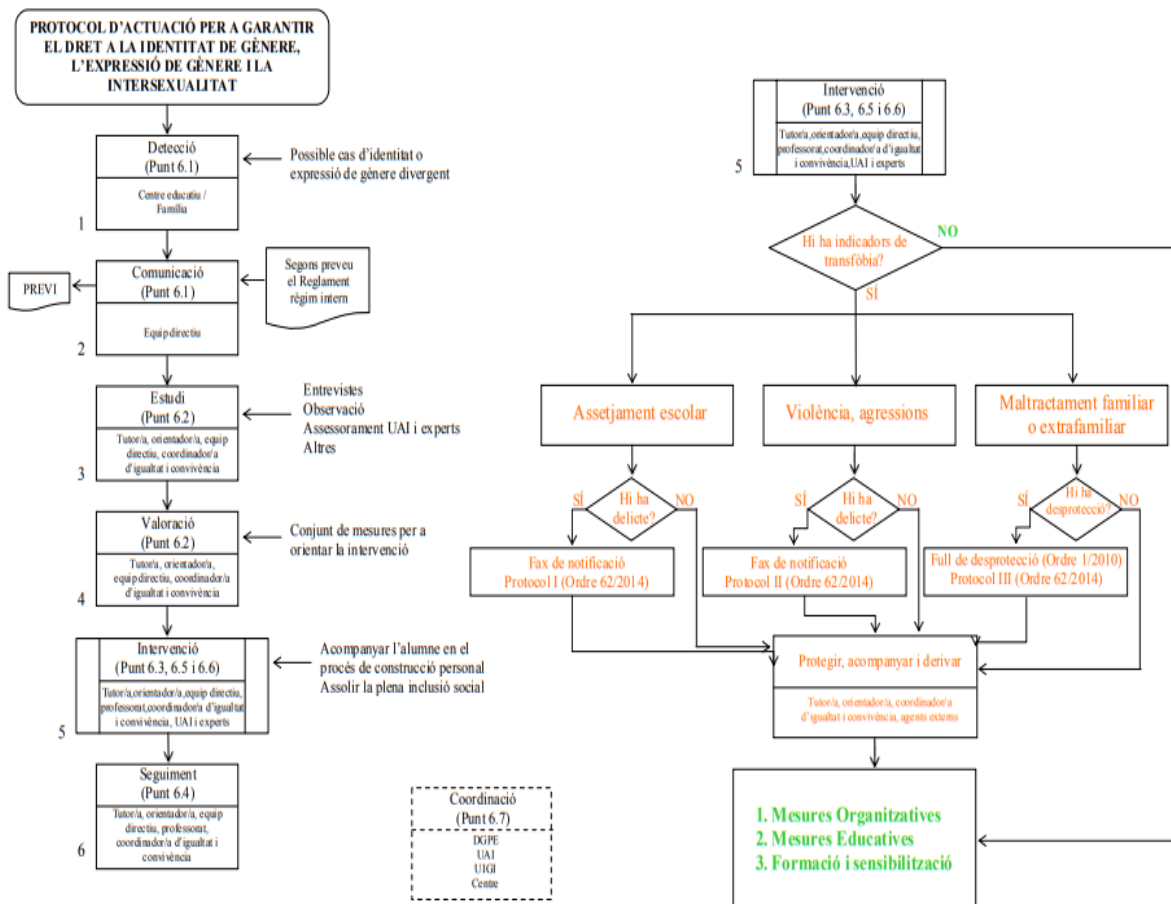 PROTOCOL D'ACTUACIÓ PER A GARANTIR
EL DRET A LA IDENTITAT DE GÈNERE,
L'EXPRESSIÓ DE GÈNERE I LA
INTERSEXUALITAT
Detecció
(Punt 6.1)
Centre educatiu /
Família
1
Possible cas d'identitat o
expressió de gènere divergent
Comunicació
(Punt 6.1)
Equip directiu
2
PREVI
Segons preveu
el Reglament
règim intern
Estudi
(Punt 6.2)
Tutor/a, orientador/a, equip
directiu, coordinador/a
d'igualtat i convivència
3
Entrevistes
Observació
Assessorament UAI i experts
Altres
Valoració
(Punt 6.2)
Tutor/a, orientador/a,
equip directiu, coordinador/a
d'igualtat i convivència
4
Conjunt de mesures per a
orientar la intervenció
Intervenció
(Punt 6.3, 6.5 i 6.6)
Tutor/a,orientador/a,equip directiu,
professorat,coordinador/a d'igualtat
i convivència, UAI i experts
5
Acompanyar l'alumne en el
procés de construcció personal
Assolir la plena inclusió social
Seguiment
(Punt 6.4)
Tutor/a, orientador/a, equip
directiu, professorat,
coordinador/a d'igualtat i
convivència
6
Coordinació
(Punt 6.7)
DGPE
UAI
UIGI
Centre
Intervenció
(Punt 6.3, 6.5 i 6.6)
Tutor/a,orientador/a,equip directiu,
professorat,coordinador/a d'igualtat
i convivència,UAI i experts
5
Hi ha indicadors de
transfòbia?
NO
SÍ
Assetjament escolar
Violència, agressions
Maltractament familiar
o extrafamiliar
SÍ
Hi ha
delicte?
NO
SÍ
Hi ha
delicte?
NO
SÍ
Hi ha
desprotecció?
NO
Fax de notificació
Protocol I (Ordre 62/2014)
Fax de notificació
Protocol II (Ordre 62/2014)
Full de desprotecció (Ordre 1/2010)
Protocol III (Ordre 62/2014)
Protegir, acompanyar i derivar
Tutor/a, orientador/a, coordinador/a
d'igualtat i convivència, agents externs
1. Mesures Organitzatives
2. Mesures Educatives
3. Formació i sensibilització